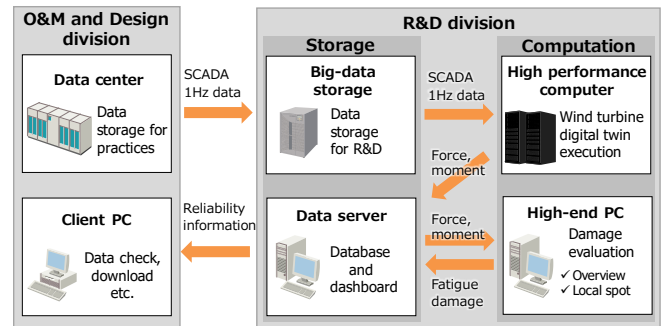 O&M and Design
division
Data center
Data
storage for
practices
Client PC
Data check,
download
etc.
SCADA
1Hz data
Reliability
information
R&D division
Storage
Big-data
storage
Data
storage
for R&D
Data server
Database
and
dashboard
SCADA
1Hz data
Force,
moment
Force,
moment
Fatigue
damage
Computation
High performance
computer
Wind turbine
digital twin
execution
High-end PC
Damage
evaluation
✓ Overview
✓ Local spot